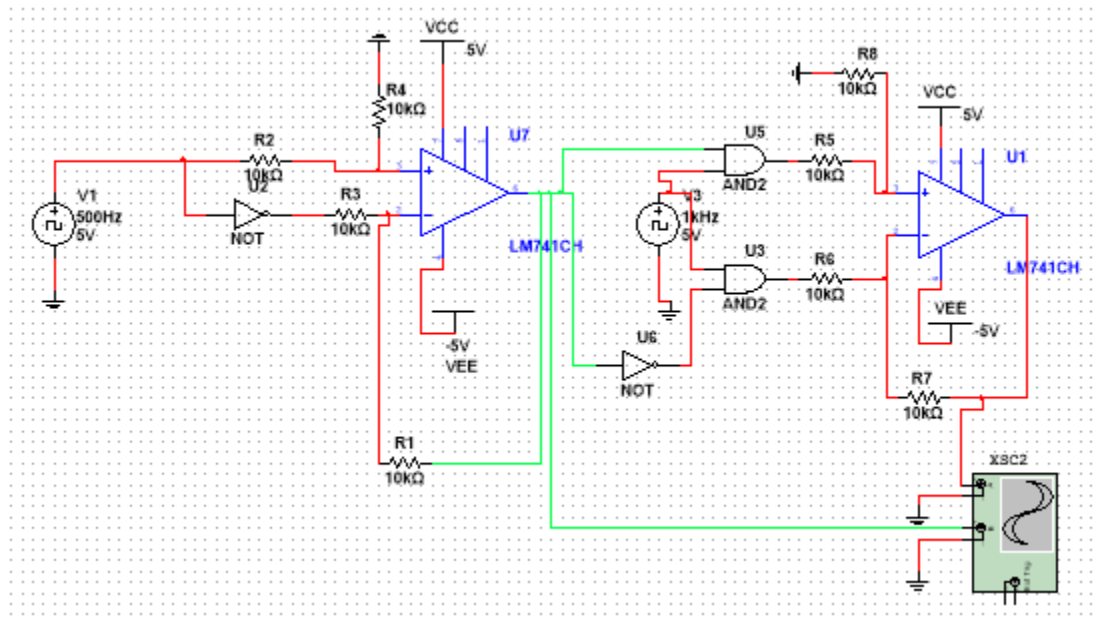 VCC
5V
R4
10kΩ
R2
10kΩ
U7
V1
500Hz
5V
U2
NOT
R3
10kΩ
LM741CH
-5V
VEE
R1
10kΩ
R8
10kΩ
VCC
5V
U5
AND2
R5
10kΩ
U1
V3
1kHz
5V
U3
AND2
R6
10kΩ
LM741CH
VEE
-5V
U6
NOT
R7
10kΩ
XSC2